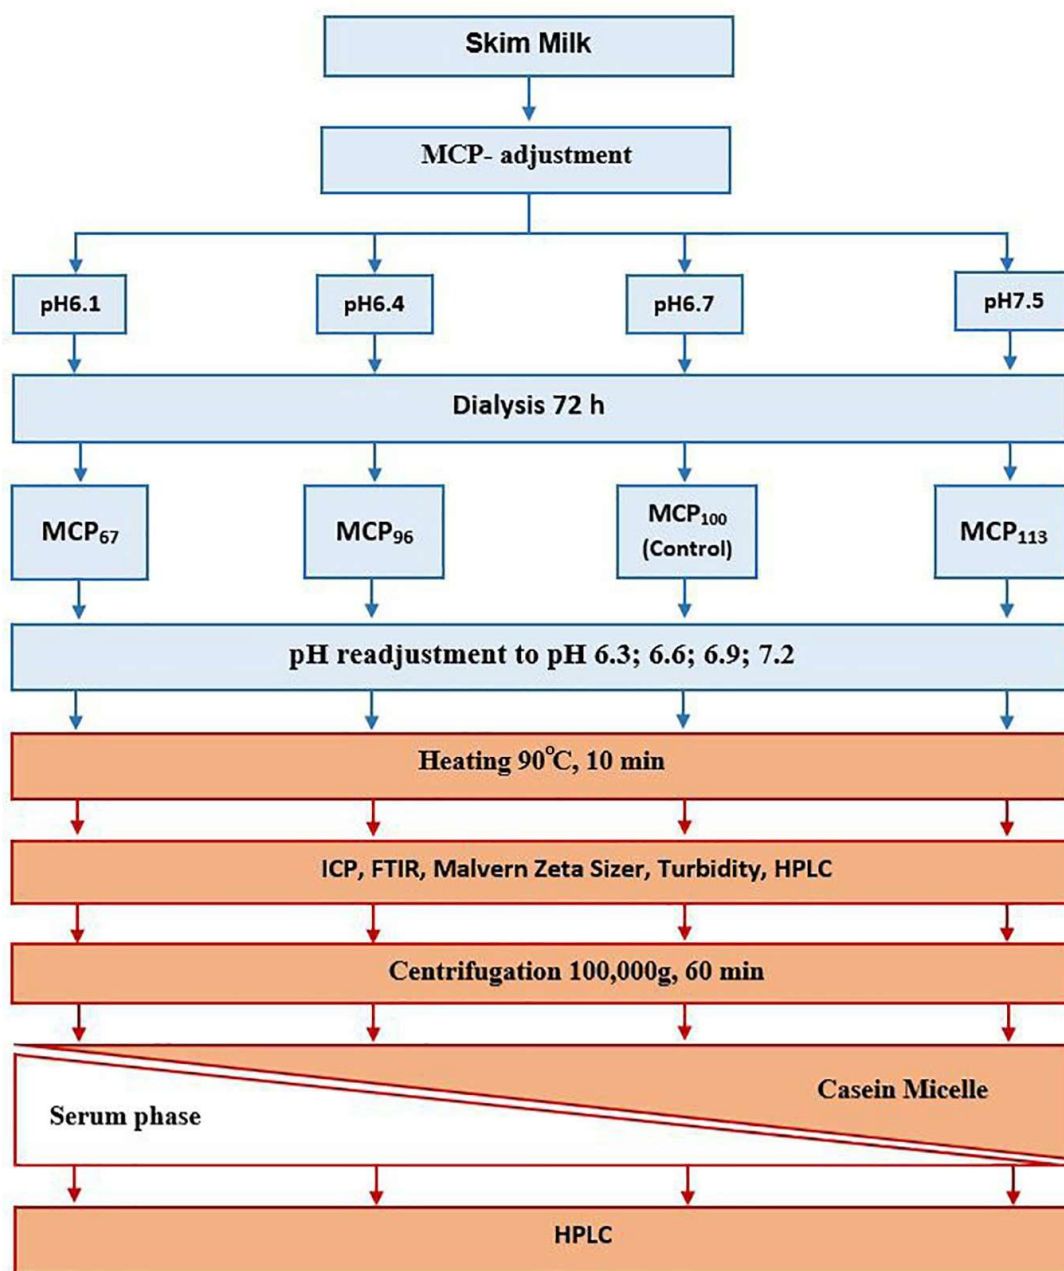 Skim Milk
MCP- adjustment
pH6.1
pH6.4
pH6.7
pH7.5
Dialysis 72 h
MCP₆₇
MCP₉₆
MCP₁₀₀
(Control)
MCP₁₁₃
pH readjustment to pH 6.3; 6.6; 6.9; 7.2
Heating 90°C, 10 min
ICP, FTIR, Malvern Zeta Sizer, Turbidity, HPLC
Centrifugation 100,000g, 60 min
Casein Micelle
Serum phase
HPLC